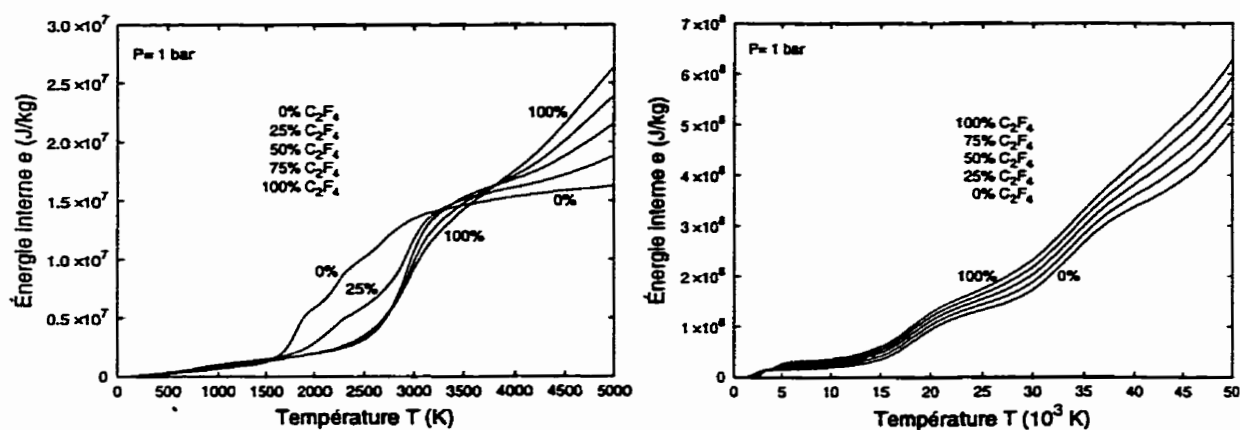 3.0 ×10⁷
2.5 ×10⁷
2.0 ×10⁷
1.5 ×10⁷
1.0 ×10⁷
0.5 ×10⁷
0
Énergie Interne e (J/kg)
P= 1 bar
0% C₂F₄
25% C₂F₄
50% C₂F₄
75% C₂F₄
100% C₂F₄
100%
0%
0%
25%
100%
0 500 1000 1500 2000 2500 3000 3500 4000 4500 5000
Température T (K)
7 ×10⁸
6 ×10⁸
5 ×10⁸
4 ×10⁸
3 ×10⁸
2 ×10⁸
1 ×10⁸
0
Énergie Interne e (J/kg)
P= 1 bar
100% C₂F₄
75% C₂F₄
50% C₂F₄
25% C₂F₄
0% C₂F₄
100%
0%
0 5 10 15 20 25 30 35 40 45 50
Température T (10³ K)